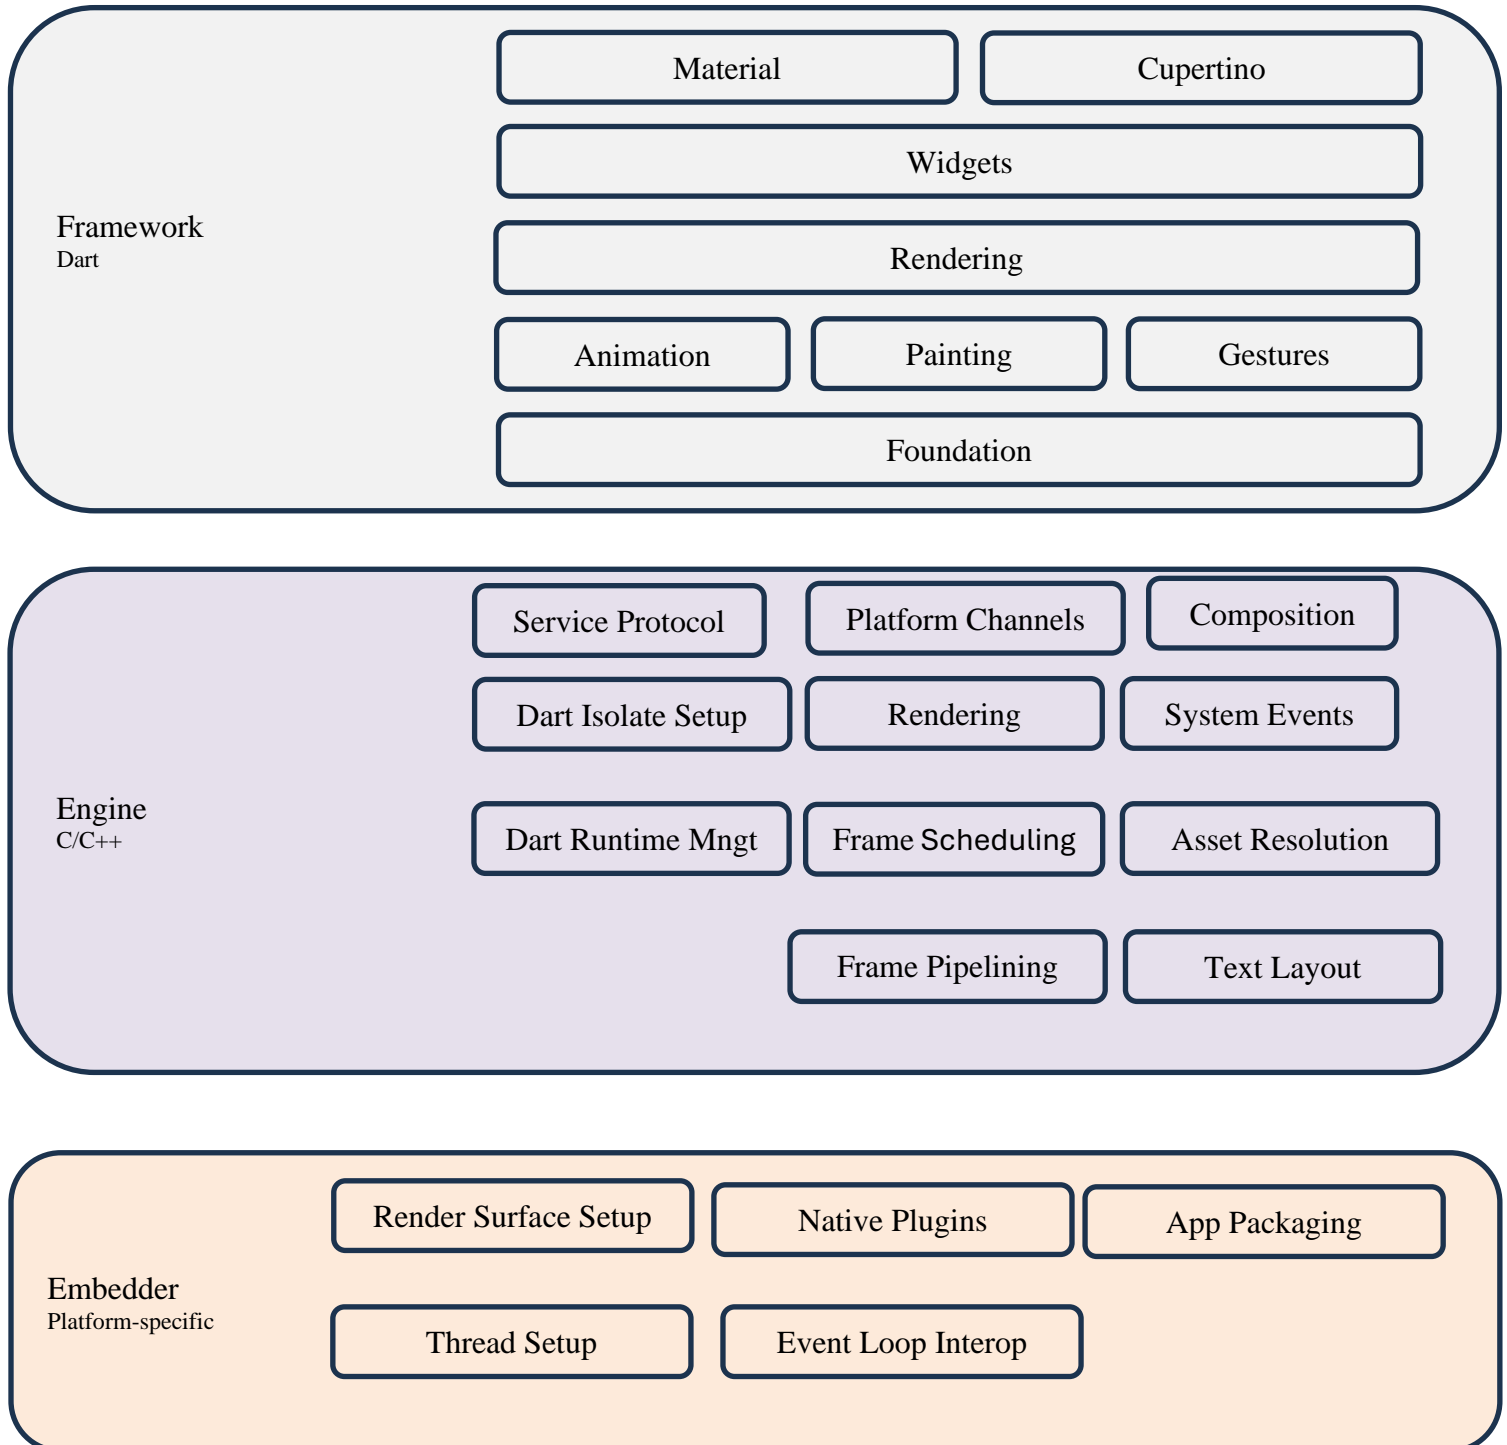 Material
Cupertino
Widgets
Framework
Dart
Rendering
Animation
Painting
Gestures
Foundation
Service Protocol
Platform Channels
Composition
Dart Isolate Setup
Rendering
System Events
Engine
C/C++
Dart Runtime Mngt
Frame Scheduling
Asset Resolution
Frame Pipelining
Text Layout
Render Surface Setup
Native Plugins
App Packaging
Embedder
Platform-specific
Thread Setup
Event Loop Interop